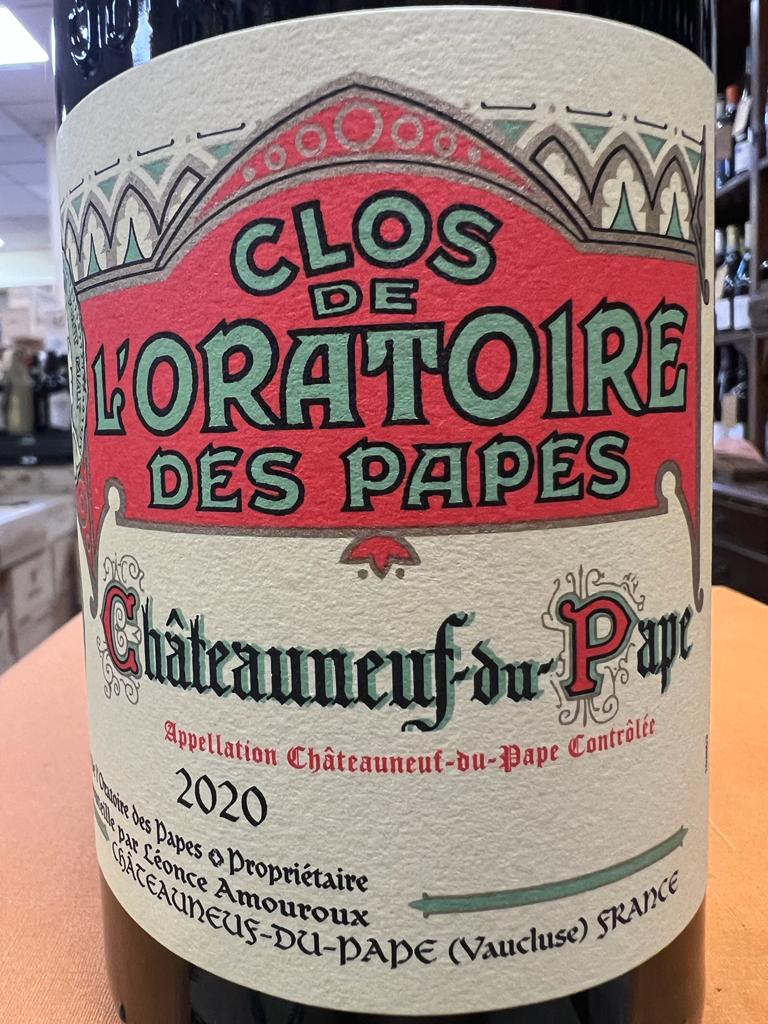 CLOS
DE
L'ORATOIRE
DES PAPES
Châteauneuf-du-Pape
Appellation Châteauneuf-du-Pape Contrôlée
2020
l'Oratoire des Papes Propriétaire
par Léonce Amouroux
CHÂTEAUNEUF-DU-PAPE (Vaucluse) FRANCE